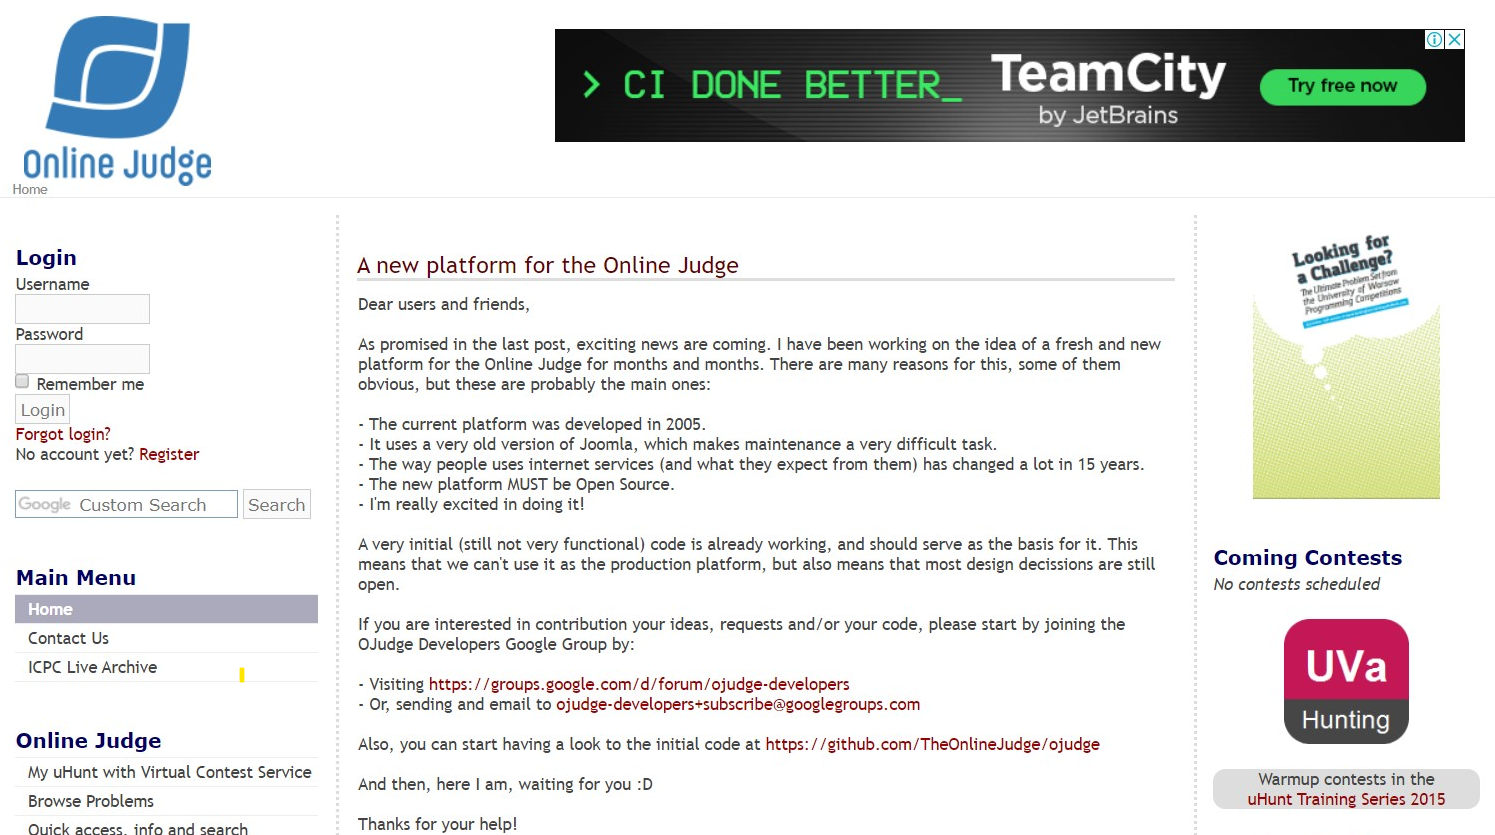 Online Judge
Home
> CI DONE BETTER_
TeamCity
by JetBrains
Try free now
Login
Username
Password
Remember me
Login
Forgot login?
No account yet? Register
Google Custom Search
Search
Main Menu
Home
Contact Us
ICPC Live Archive
Online Judge
My uHunt with Virtual Contest Service
Browse Problems
Quick access, info and search
A new platform for the Online Judge
Dear users and friends,
As promised in the last post, exciting news are coming. I have been working on the idea of a fresh and new
platform for the Online Judge for months and months. There are many reasons for this, some of them
obvious, but these are probably the main ones:
- The current platform was developed in 2005.
- It uses a very old version of Joomla, which makes maintenance a very difficult task.
- The way people uses internet services (and what they expect from them) has changed a lot in 15 years.
- The new platform MUST be Open Source.
- I'm really excited in doing it!
A very initial (still not very functional) code is already working, and should serve as the basis for it. This
means that we can't use it as the production platform, but also means that most design decissions are still
open.
If you are interested in contribution your ideas, requests and/or your code, please start by joining the
OJudge Developers Google Group by:
- Visiting https://groups.google.com/d/forum/ojudge-developers
- Or, sending and email to ojudge-developers+subscribe@googlegroups.com
Also, you can start having a look to the initial code at https://github.com/TheOnlineJudge/ojudge
And then, here I am, waiting for you :D
Thanks for your help!
Looking for
a Challenge?
The Ultimate Problem Set from
the University of Warsaw
Programming Competitions
Coming Contests
No contests scheduled
UVa
Hunting
Warmup contests in the
uHunt Training Series 2015